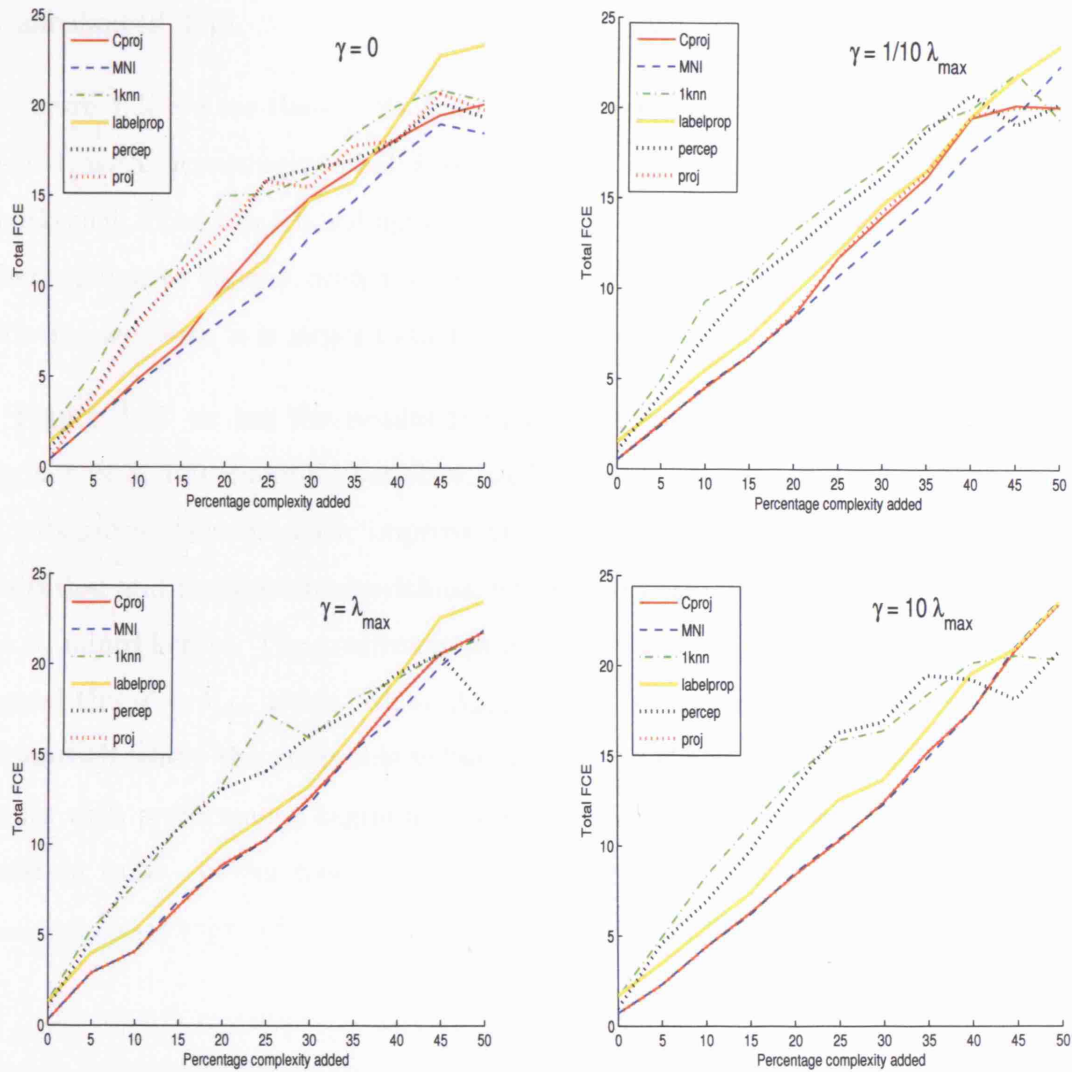 γ = 0
Cproj
MNI
1knn
labelprop
percep
proj
Total FCE
25
20
15
10
5
0
0 5 10 15 20 25 30 35 40 45 50
Percentage complexity added
γ = 1/10 λmax
Cproj
MNI
1knn
labelprop
percep
proj
Total FCE
25
20
15
10
5
0
0 5 10 15 20 25 30 35 40 45 50
Percentage complexity added
γ = λmax
Cproj
MNI
1knn
labelprop
percep
proj
Total FCE
25
20
15
10
5
0
0 5 10 15 20 25 30 35 40 45 50
Percentage complexity added
γ = 10 λmax
Cproj
MNI
1knn
labelprop
percep
proj
Total FCE
25
20
15
10
5
0
0 5 10 15 20 25 30 35 40 45 50
Percentage complexity added